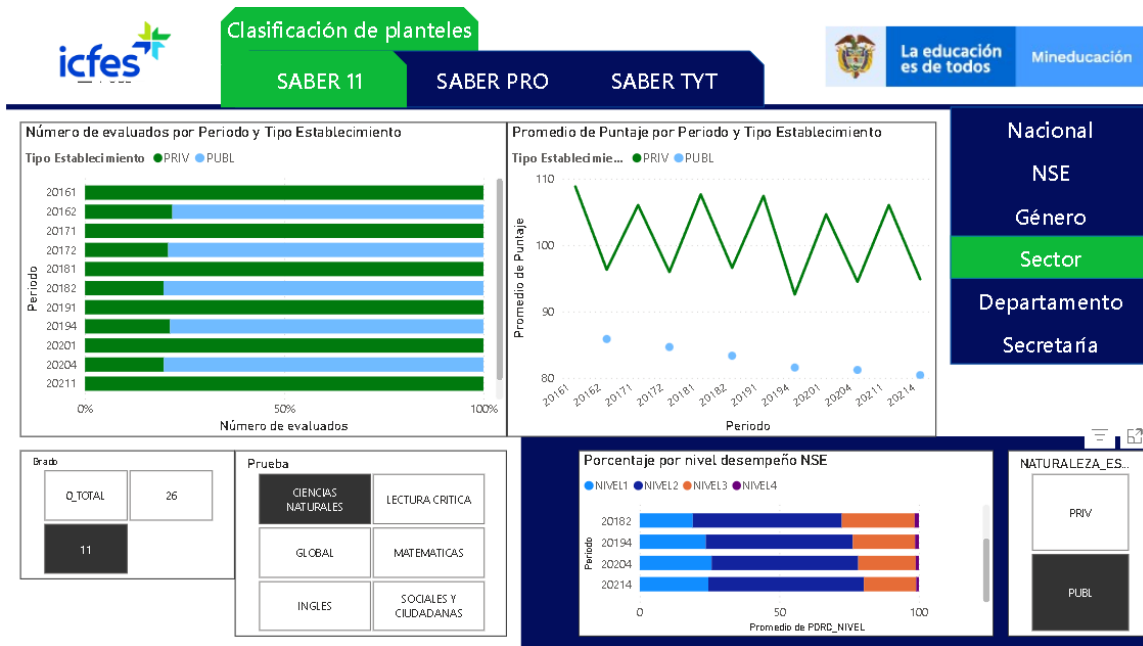 icfes
Clasificación de planteles
SABER 11
SABER PRO
SABER TYT
La educación
es de todos
Mineducación
Número de evaluados por Periodo y Tipo Establecimiento
Tipo Establecimiento PRIV PUBL
Periodo
20161
20162
20171
20172
20181
20182
20191
20194
20201
20204
20211
0% 50% 100%
Número de evaluados
Promedio de Puntaje por Periodo y Tipo Establecimiento
Tipo Establecimie... PRIV PUBL
Promedio de Puntaje
110
100
90
80
20161 20162 20171 20172 20181 20182 20191 20194 20201 20204 20211 20214
Periodo
Nacional
NSE
Género
Sector
Departamento
Secretaría
Grado
0_TOTAL
26
11
Prueba
CIENCIAS
NATURALES
LECTURA CRITICA
GLOBAL
MATEMATICAS
INGLES
SOCIALES Y
CIUDADANAS
Porcentaje por nivel desempeño NSE
NIVEL1 NIVEL2 NIVEL3 NIVEL4
Periodo
20182
20194
20204
20214
0 50 100
Promedio de PDRC_NIVEL
NATURALEZA_ES...
PRIV
PUBL